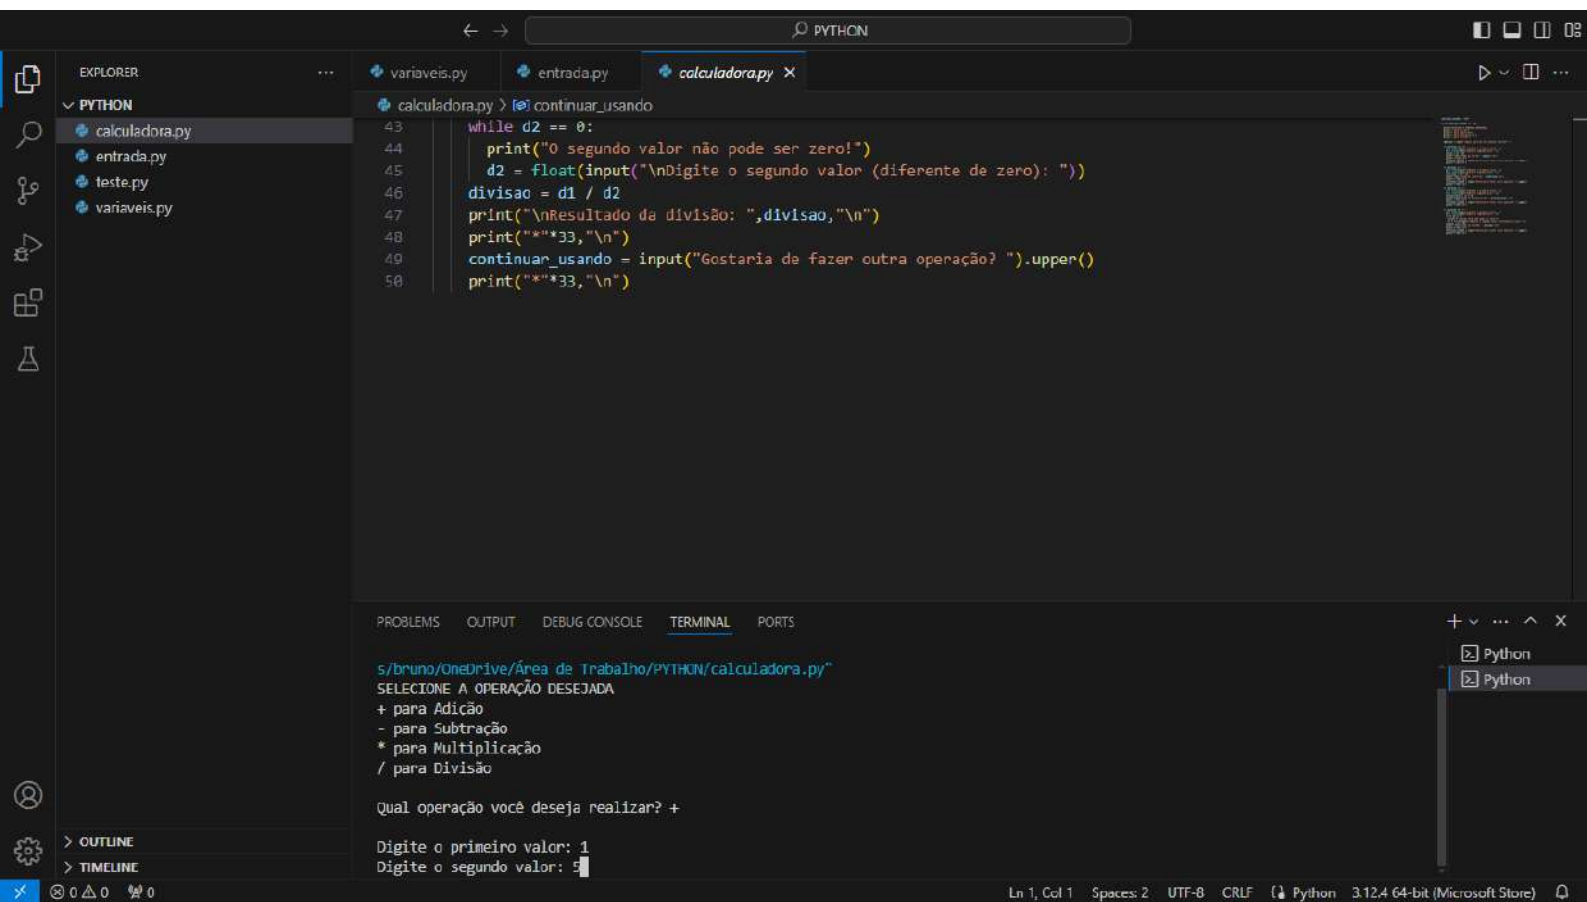 PYTHON
EXPLORER
variaveis.py
entrada.py
calculadora.py
PYTHON
calculadora.py
entrada.py
teste.py
variaveis.py
calculadora.py > continuar_usando
43 while d2 == 0:
44 print("O segundo valor não pode ser zero!")
45 d2 = float(input("\nDigite o segundo valor (diferente de zero): "))
46 divisao = d1 / d2
47 print("\nResultado da divisão: ",divisao,"\n")
48 print("*"*33,"\n")
49 continuar_usando = input("Gostaria de fazer outra operação? ").upper()
50 print("*"*33,"\n")
PROBLEMS OUTPUT DEBUG CONSOLE TERMINAL PORTS
Python
Python
s/bruno/OneDrive/Área de Trabalho/PYTHON/calculadora.py"
SELECIONE A OPERAÇÃO DESEJADA
+ para Adição
- para Subtração
* para Multiplicação
/ para Divisão
Qual operação você deseja realizar? +
Digite o primeiro valor: 1
Digite o segundo valor: 5
OUTLINE
TIMELINE
0 0 0
Ln 1, Col 1 Spaces: 2 UTF-8 CRLF Python 3.12.4 64-bit (Microsoft Store)